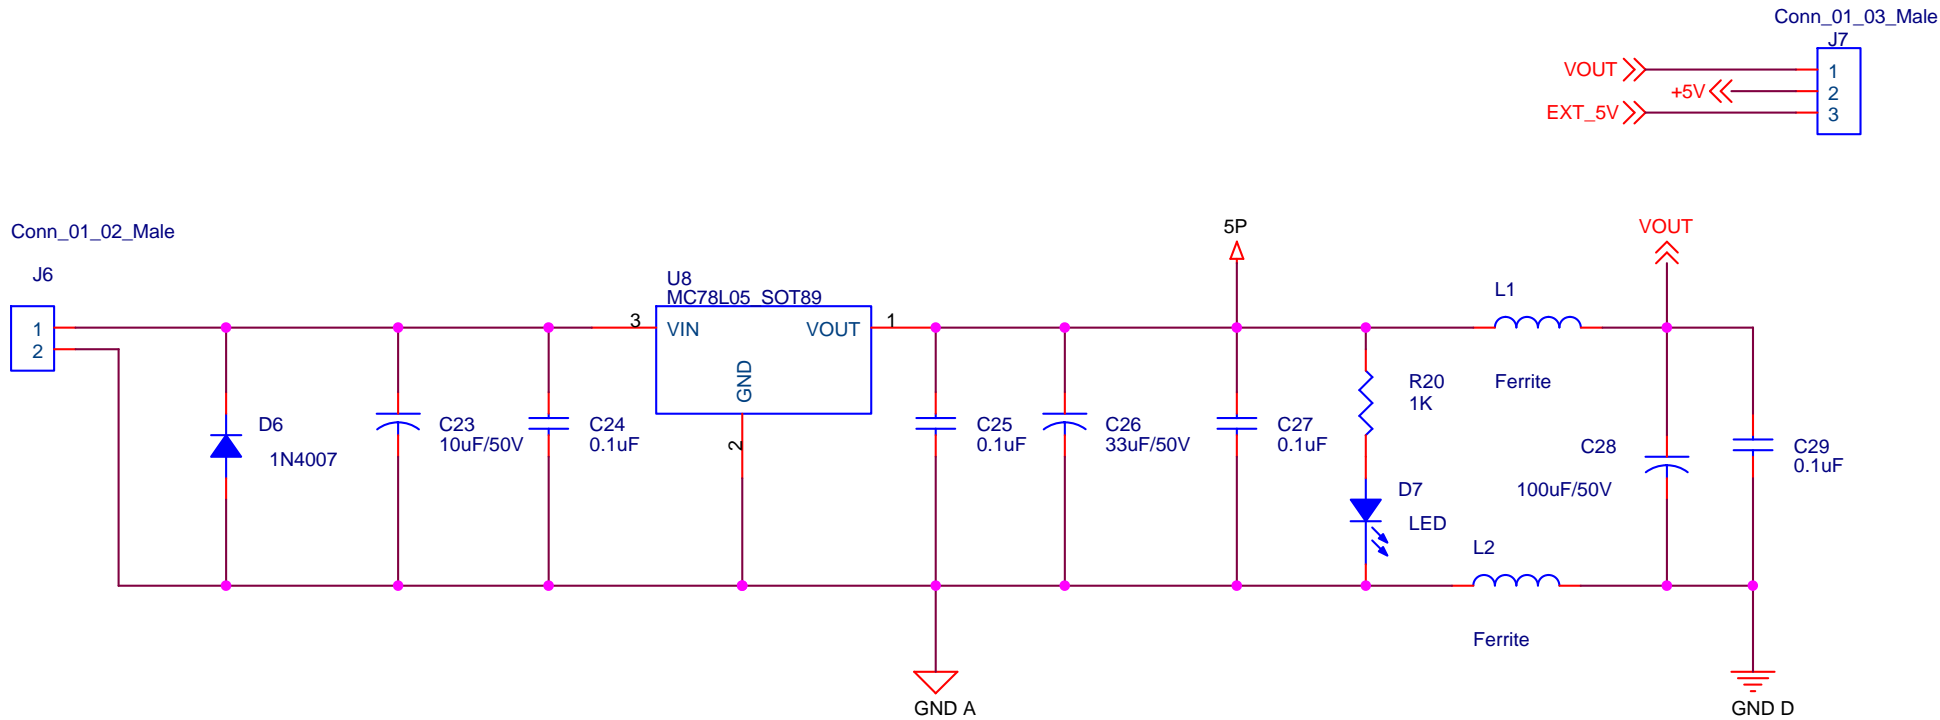 Conn_01_03_Male
J7
VOUT
1
+5V
2
EXT_5V
3
Conn_01_02_Male
J6
1
2
U8
MC78L05_SOT89
3
VIN
VOUT
1
GND
2
5P
VOUT
L1
Ferrite
D6
1N4007
C23
10uF/50V
C24
0.1uF
C25
0.1uF
C26
33uF/50V
C27
0.1uF
R20
1K
D7
LED
C28
100uF/50V
C29
0.1uF
L2
Ferrite
GND A
GND D